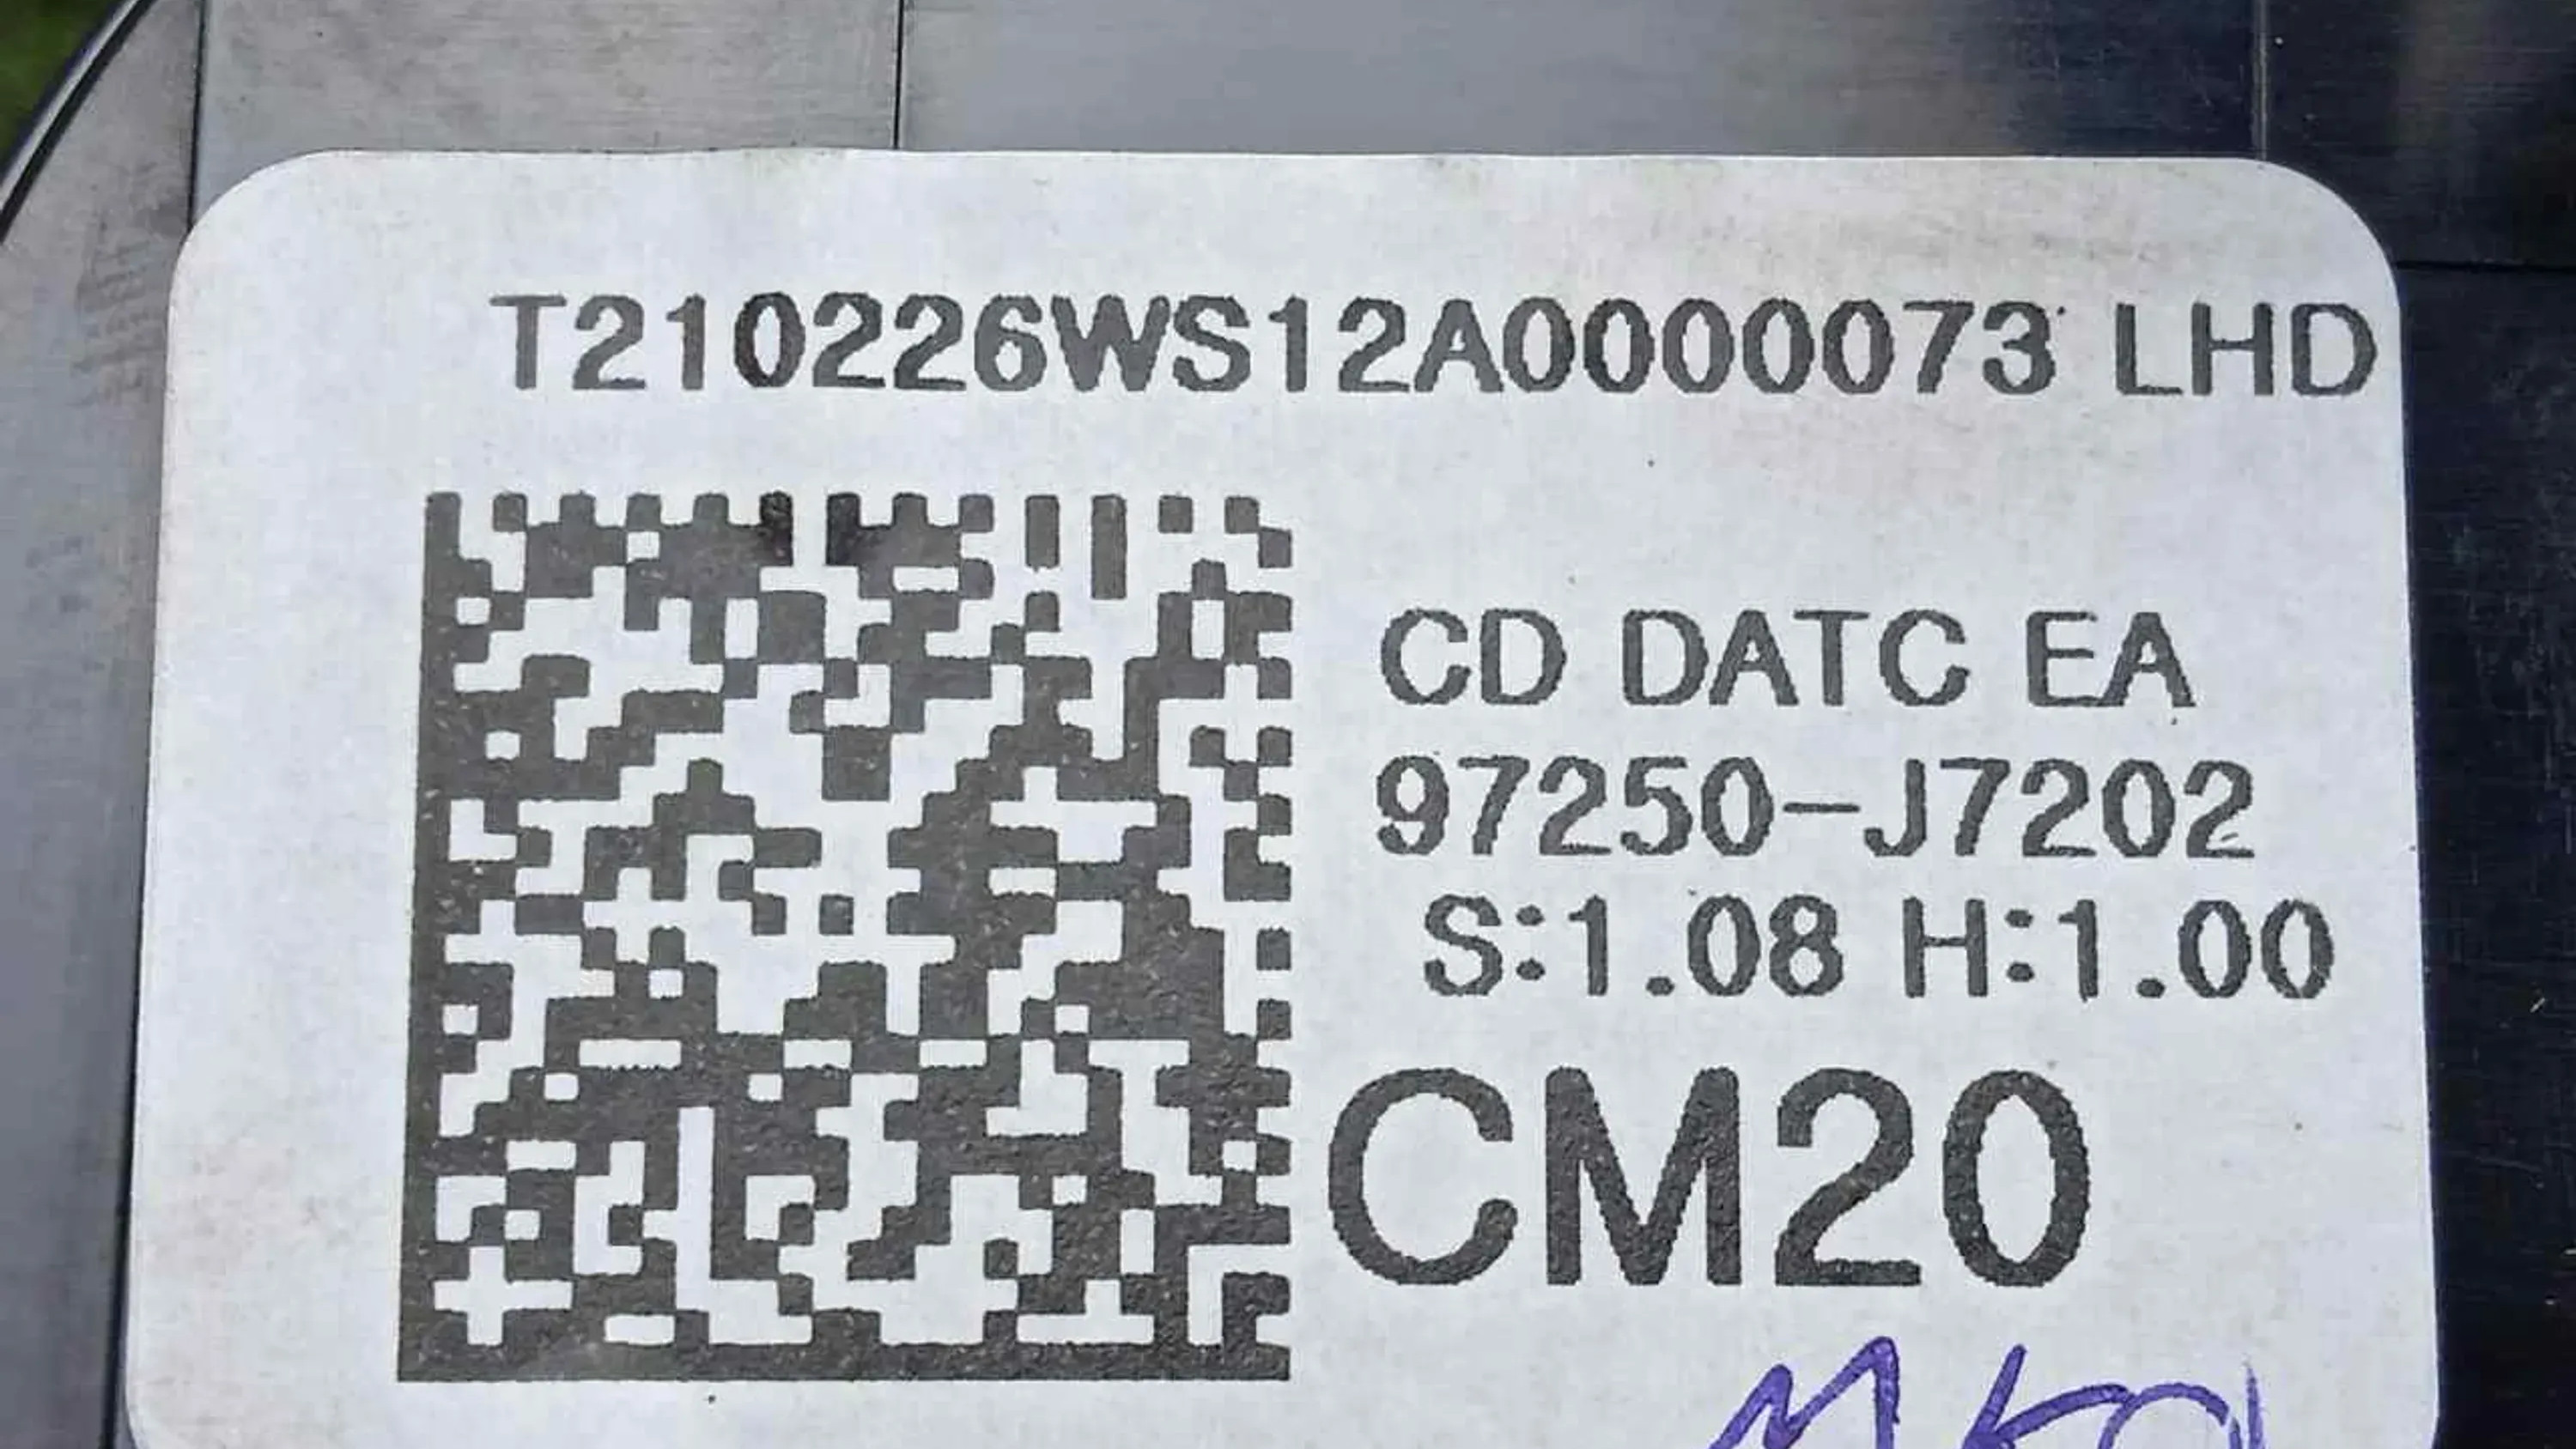 T210226WS12A0000073 LHD
CD DATC EA
97250-J7202
S:1.08 H:1.00
CM20